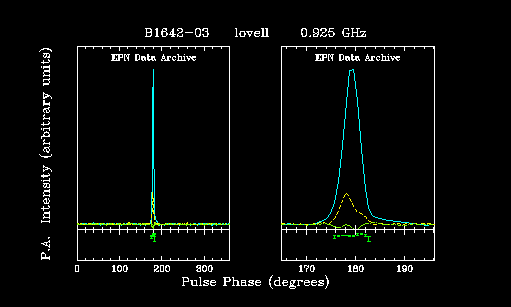 B1642-03 lovell 0.925 GHz
EPN Data Archive EPN Data Archive
P.A. Intensity (arbitrary units)
0 100 200 300 170 180 190
Pulse Phase (degrees)